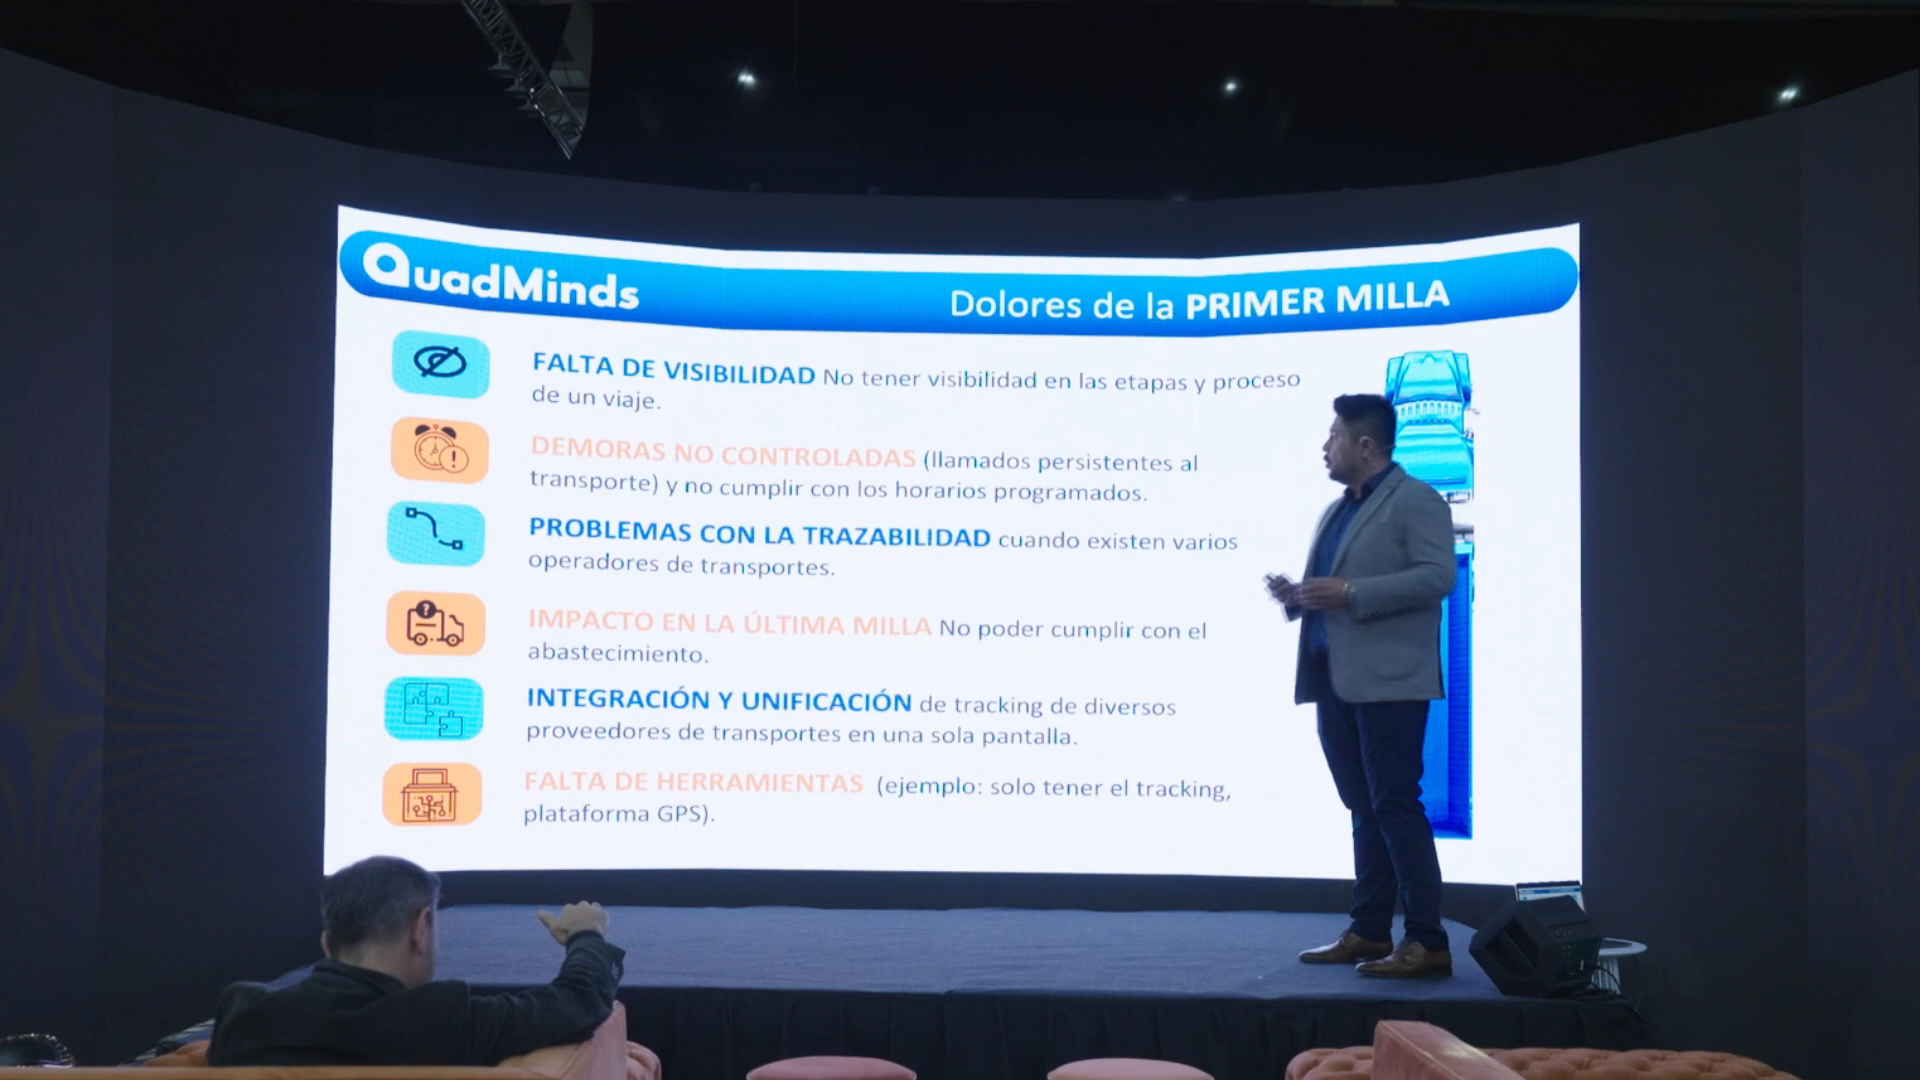 QuadMinds
Dolores de la PRIMER MILLA
FALTA DE VISIBILIDAD No tener visibilidad en las etapas y proceso
de un viaje.
DEMORAS NO CONTROLADAS (llamados persistentes al
transporte) y no cumplir con los horarios programados.
PROBLEMAS CON LA TRAZABILIDAD cuando existen varios
operadores de transportes.
IMPACTO EN LA ÚLTIMA MILLA No poder cumplir con el
abastecimiento.
INTEGRACIÓN Y UNIFICACIÓN de tracking de diversos
proveedores de transportes en una sola pantalla.
FALTA DE HERRAMIENTAS (ejemplo: solo tener el tracking,
plataforma GPS).